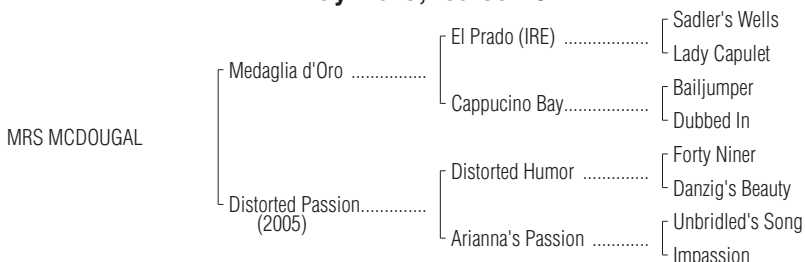 Sadler's Wells
El Prado (IRE) ..................
Lady Capulet
Medaglia d'Oro ................
Bailjumper
Cappucino Bay..................
Dubbed In
MRS MCDOUGAL
Forty Niner
Distorted Humor ..............
Danzig's Beauty
Distorted Passion..............
(2005)
Unbridled's Song
Arianna's Passion ............
Impassion